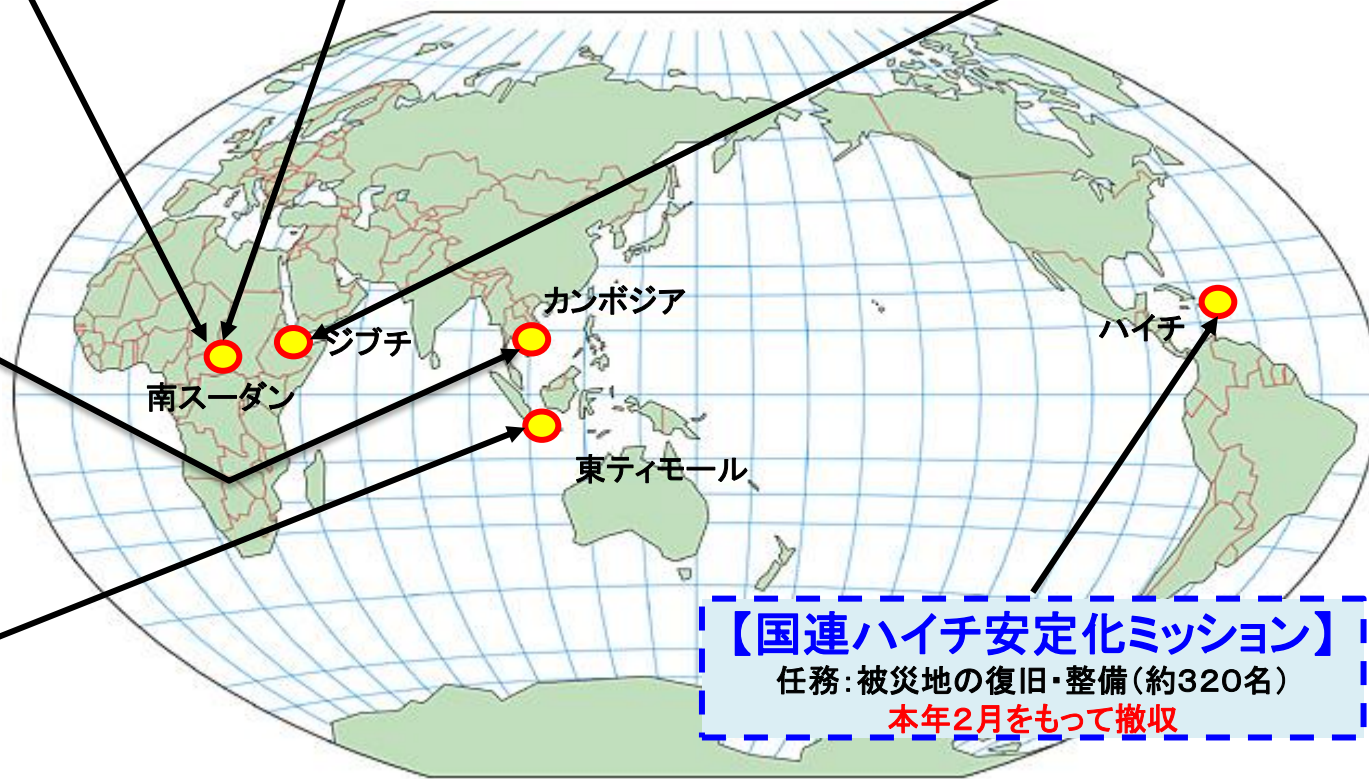 カンボジア
ジブチ
ハイチ
南スーダン
東ティモール
【国連ハイチ安定化ミッション】
任務:被災地の復旧・整備(約320名)
本年2月をもって撤収